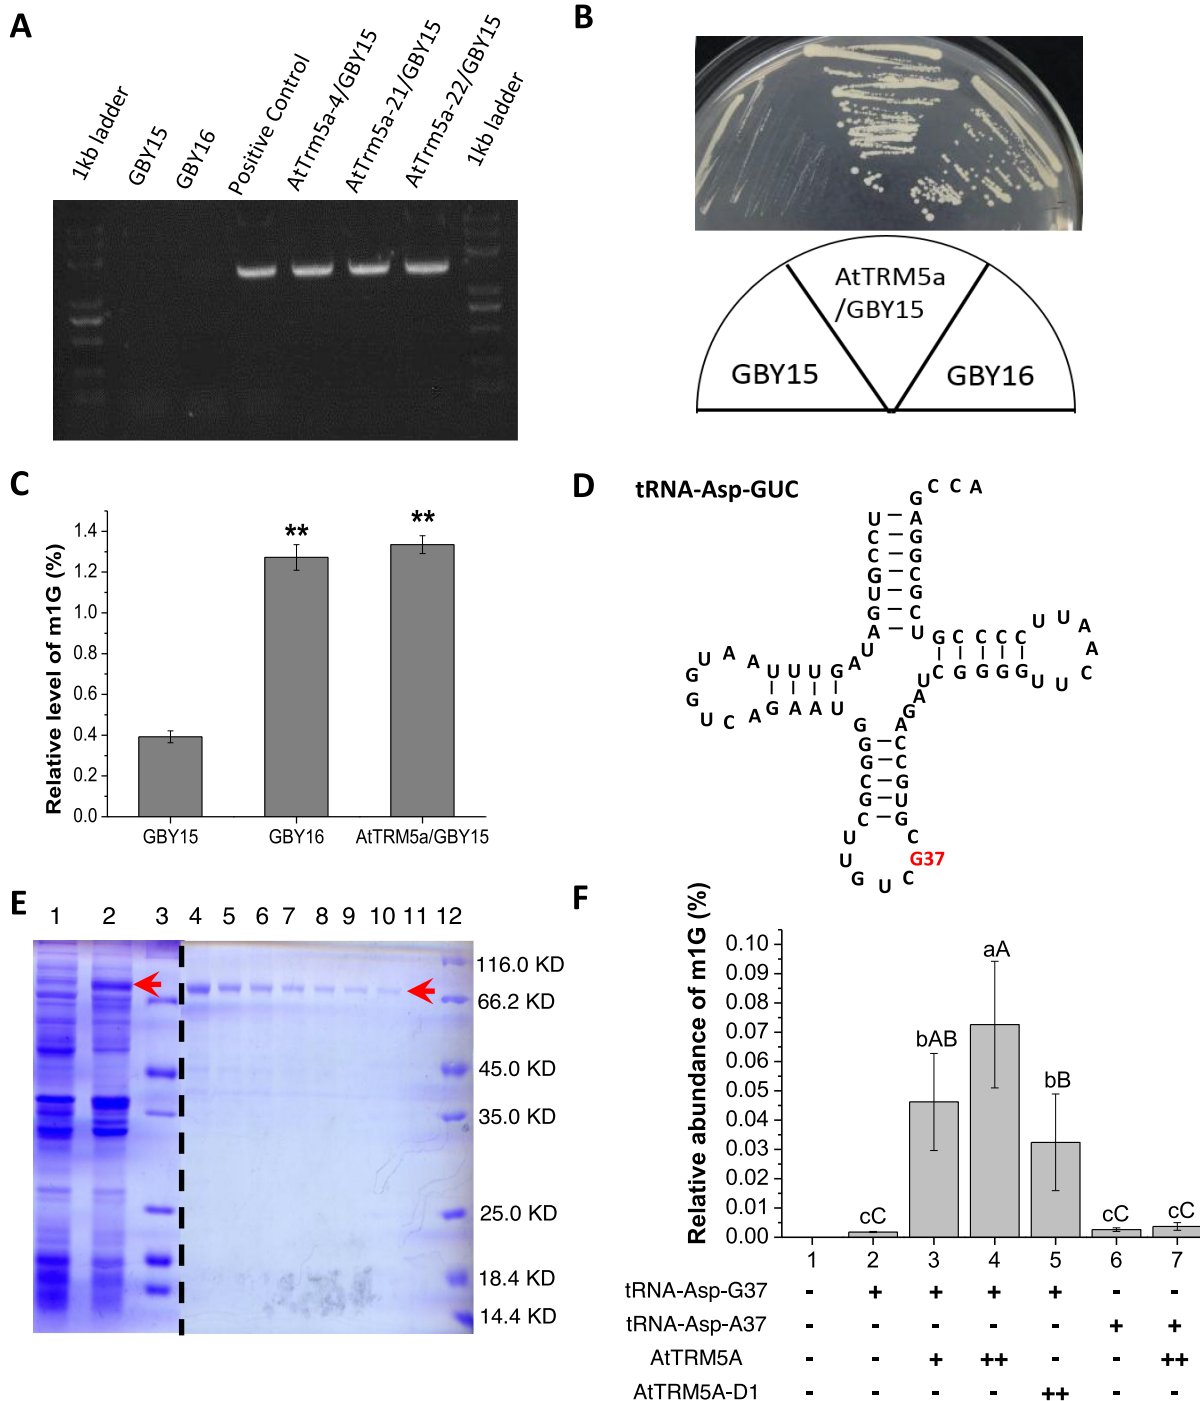 A
1kb ladder
GBY15
GBY16
Positive Control
AtTrm5a-4/GBY15
AtTrm5a-21/GBY15
AtTrm5a-22/GBY15
1kb ladder
B
AtTRM5a
/GBY15
GBY15
GBY16
C
Relative level of m1G (%)
1.4
1.2
1.0
0.8
0.6
0.4
0.2
0.0
**
**
GBY15
GBY16
AtTRM5a/GBY15
D
tRNA-Asp-GUC
G C C A
U A
C G
C G
G C
U G
G C
A U
U
A
G C C C C U U A A C
C G G G G U U
U
A
G
U U U G A
A A U G G U C
A G A A U
G A
G C
G C
C G
G U
C G
C
U U G U C
G37
E
1 2 3 4 5 6 7 8 9 10 11 12
116.0 KD
66.2 KD
45.0 KD
35.0 KD
25.0 KD
18.4 KD
14.4 KD
F
Relative abundance of m1G (%)
0.10
0.09
0.08
0.07
0.06
0.05
0.04
0.03
0.02
0.01
0.00
cC
bAB
aA
bB
cC
cC
1 2 3 4 5 6 7
tRNA-Asp-G37 - + + + + - -
tRNA-Asp-A37 - - - - - + +
AtTRM5A - - + ++ - - ++
AtTRM5A-D1 - - - - ++ - -